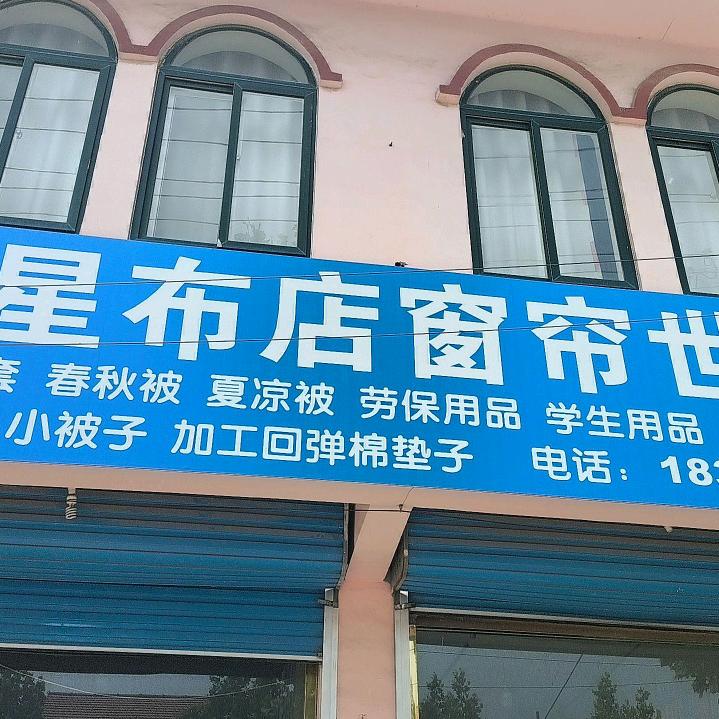 星布店窗帘世
套 春秋被 夏凉被 劳保用品 学生用品
小被子 加工回弹棉垫子 电话：18